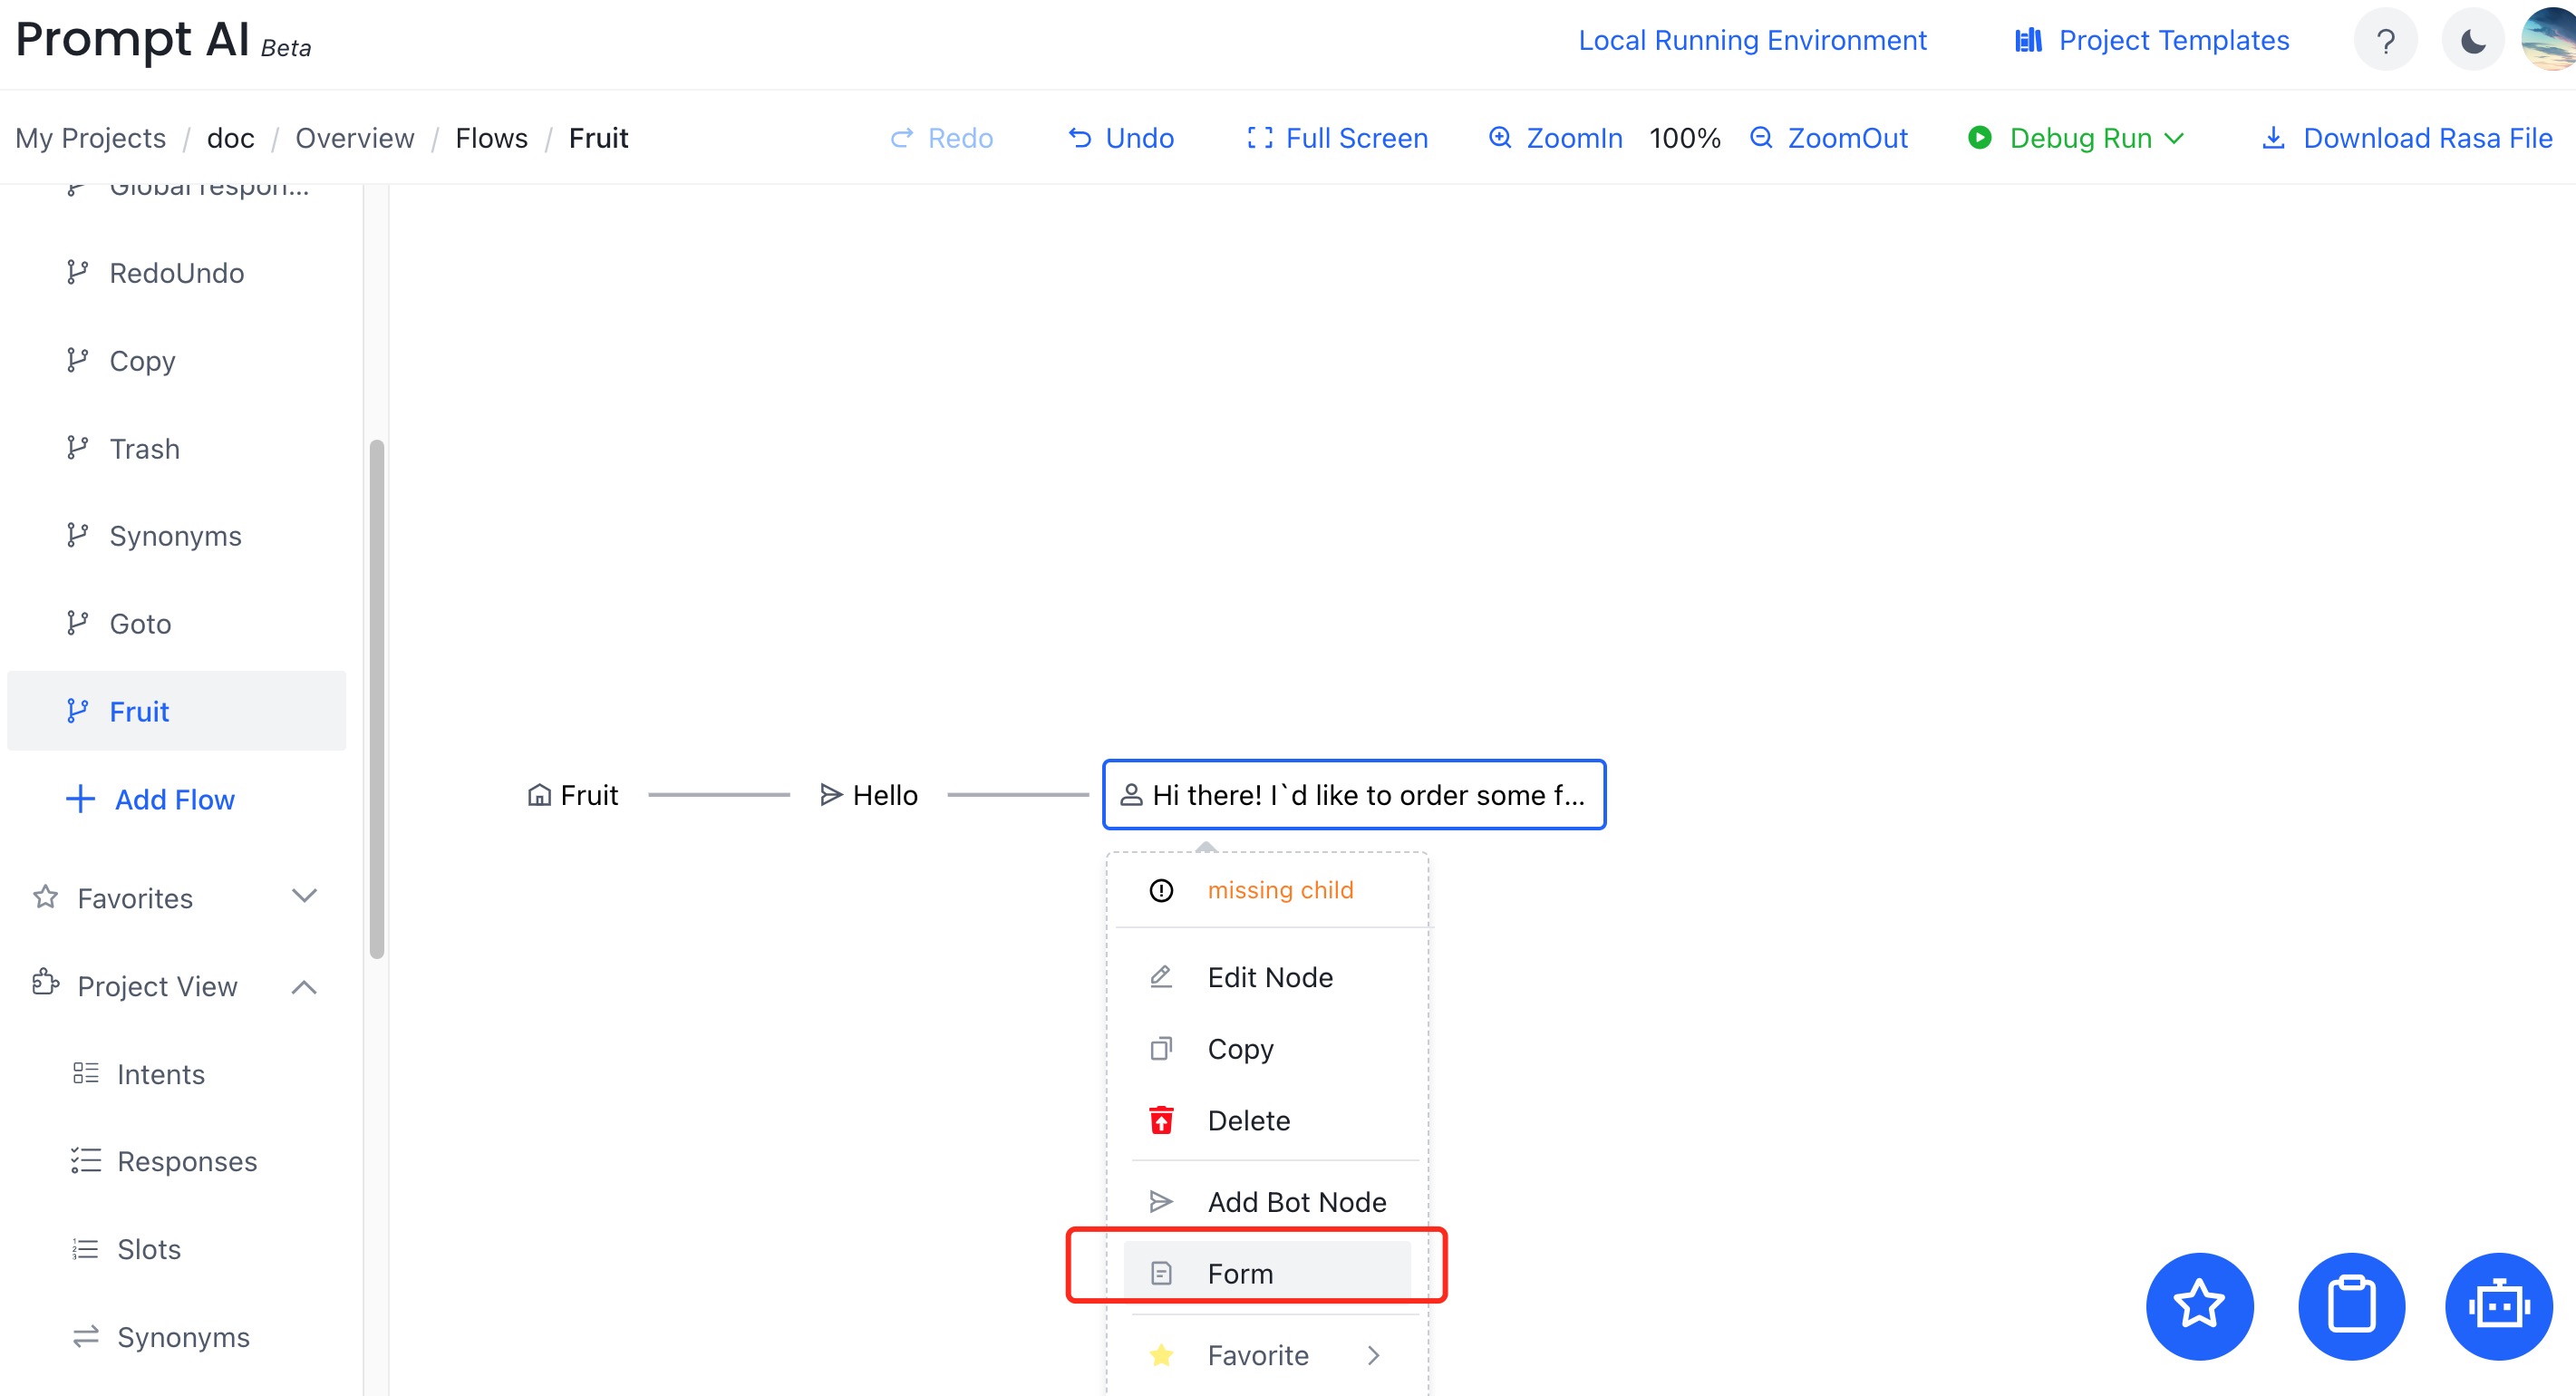 Prompt AI Beta
Local Running Environment
Project Templates
?
My Projects / doc / Overview / Flows / Fruit
Redo
Undo
Full Screen
ZoomIn
100%
ZoomOut
Debug Run
Download Rasa File
Global respon...
RedoUndo
Copy
Trash
Synonyms
Goto
Fruit
Add Flow
Favorites
Project View
Intents
Responses
Slots
Synonyms
Fruit
Hello
Hi there! I`d like to order some f...
missing child
Edit Node
Copy
Delete
Add Bot Node
Form
Favorite